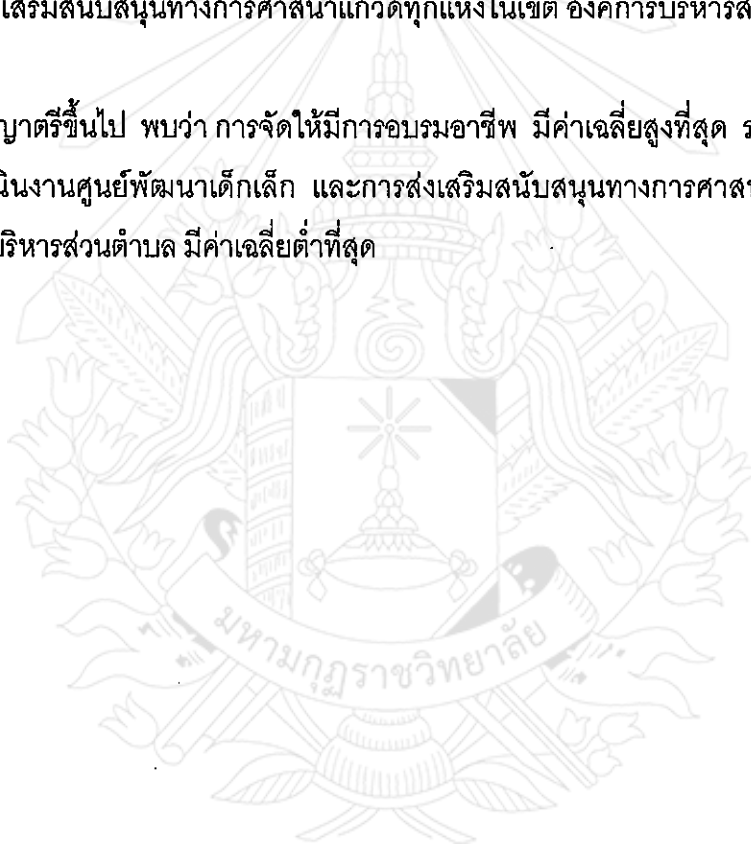 เสริมสนับสนุนทางการศาสนาแก่วัดทุกแห่งในเขต องค์การบริหารส
ญาตรีขึ้นไป พบว่า การจัดให้มีการอบรมอาชีพ มีค่าเฉลี่ยสูงที่สุด ร
นินงานศูนย์พัฒนาเด็กเล็ก และการส่งเสริมสนับสนุนทางการศาสน
บริหารส่วนตำบล มีค่าเฉลี่ยต่ำที่สุด
มหามกุฏราชวิทยาลัย